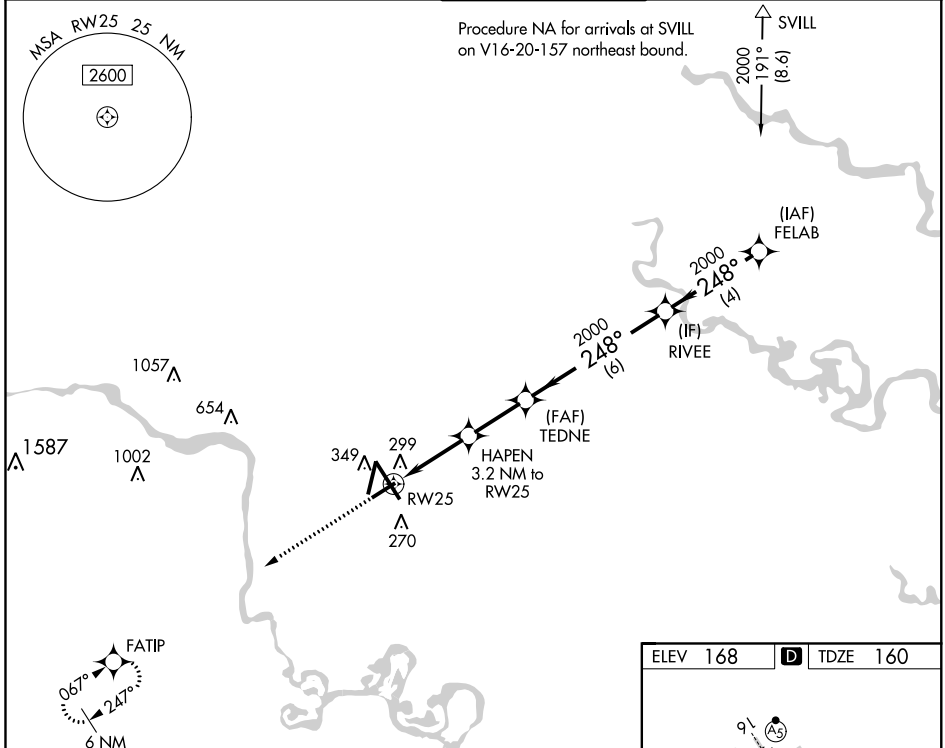 MSA RW25 25 NM
2600
Procedure NA for arrivals at SVILL
on V16-20-157 northeast bound.
SVILL
2000
191°
(8.6)
(IAF)
FELAB
2000
248°
(4)
(IF)
RIVEE
2000
248°
(6)
(FAF)
TEDNE
HAPEN
3.2 NM to
RW25
1057
654
1587
1002
349
299
RW25
270
FATIP
067°
247°
6 NM
ELEV 168 D TDZE 160
16
A5